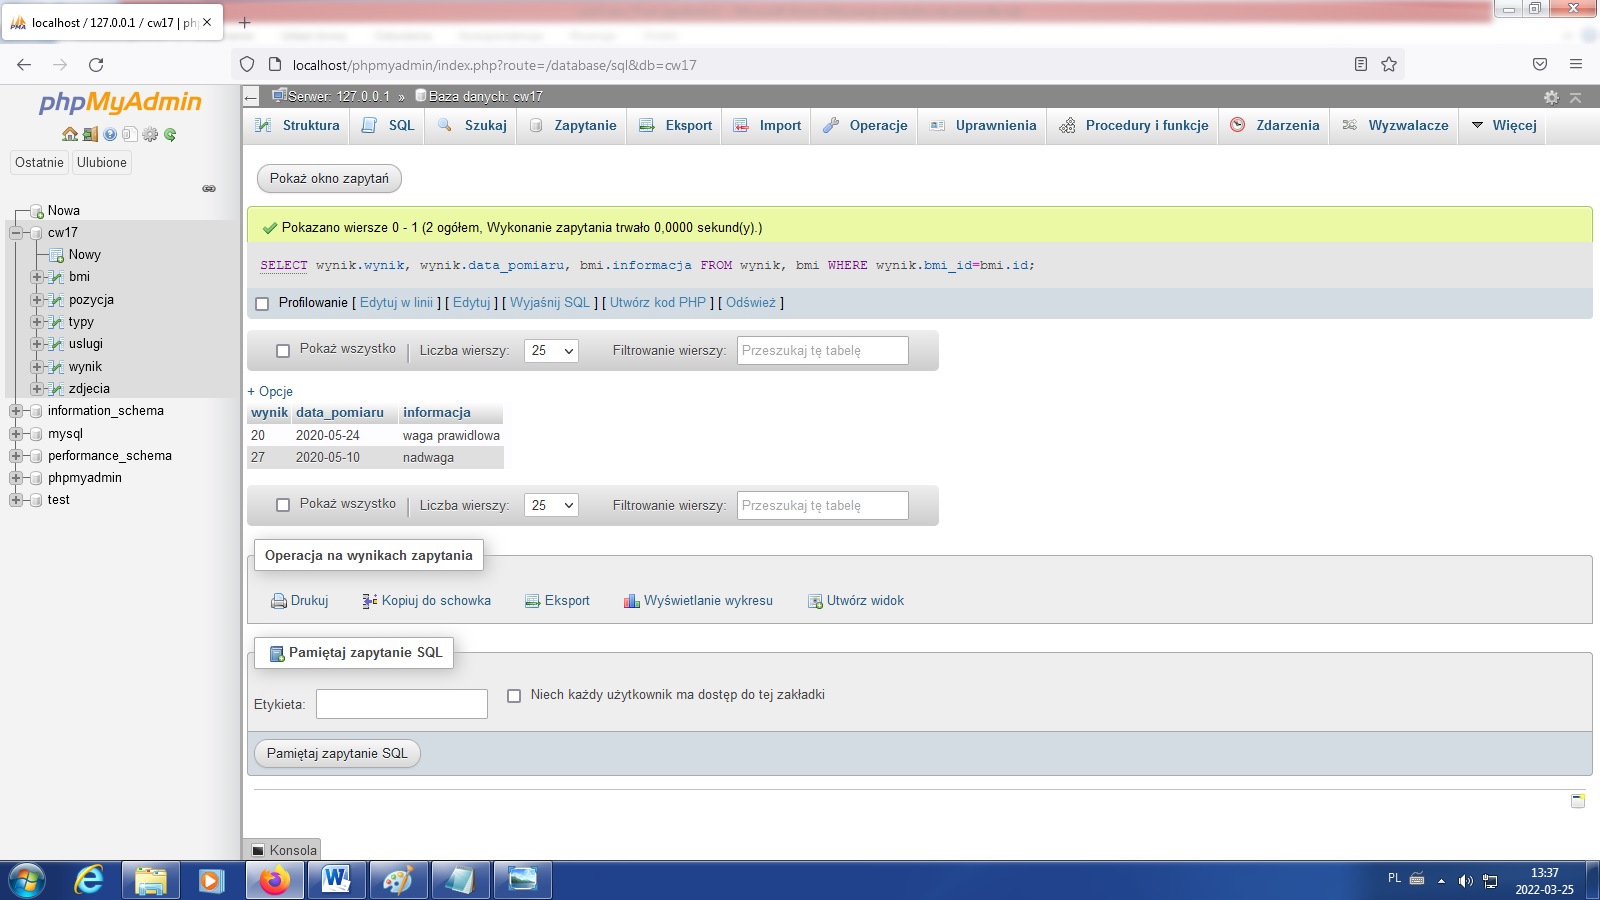 localhost / 127.0.0.1 / cw17 | ph
localhost/phpmyadmin/index.php?route=/database/sql&db=cw17
phpMyAdmin
Ostatnie
Ulubione
Nowa
cw17
Nowy
bmi
pozycja
typy
uslugi
wynik
zdjecia
information_schema
mysql
performance_schema
phpmyadmin
test
Serwer: 127.0.0.1 » Baza danych: cw17
Struktura SQL Szukaj Zapytanie Eksport Import Operacje Uprawnienia Procedury i funkcje Zdarzenia Wyzwalacze Więcej
Pokaż okno zapytań
Pokazano wiersze 0 - 1 (2 ogółem, Wykonanie zapytania trwało 0,0000 sekund(y).)
SELECT wynik.wynik, wynik.data_pomiaru, bmi.informacja FROM wynik, bmi WHERE wynik.bmi_id=bmi.id;
Profilowanie [ Edytuj w linii ] [ Edytuj ] [ Wyjaśnij SQL ] [ Utwórz kod PHP ] [ Odśwież ]
Pokaż wszystko | Liczba wierszy: 25 Filtrowanie wierszy: Przeszukaj tę tabelę
+ Opcje
wynik data_pomiaru informacja
20 2020-05-24 waga prawidlowa
27 2020-05-10 nadwaga
Pokaż wszystko | Liczba wierszy: 25 Filtrowanie wierszy: Przeszukaj tę tabelę
Operacja na wynikach zapytania
Drukuj Kopiuj do schowka Eksport Wyświetlanie wykresu Utwórz widok
Pamiętaj zapytanie SQL
Etykieta: Niech każdy użytkownik ma dostęp do tej zakładki
Pamiętaj zapytanie SQL
Konsola
PL
13:37
2022-03-25